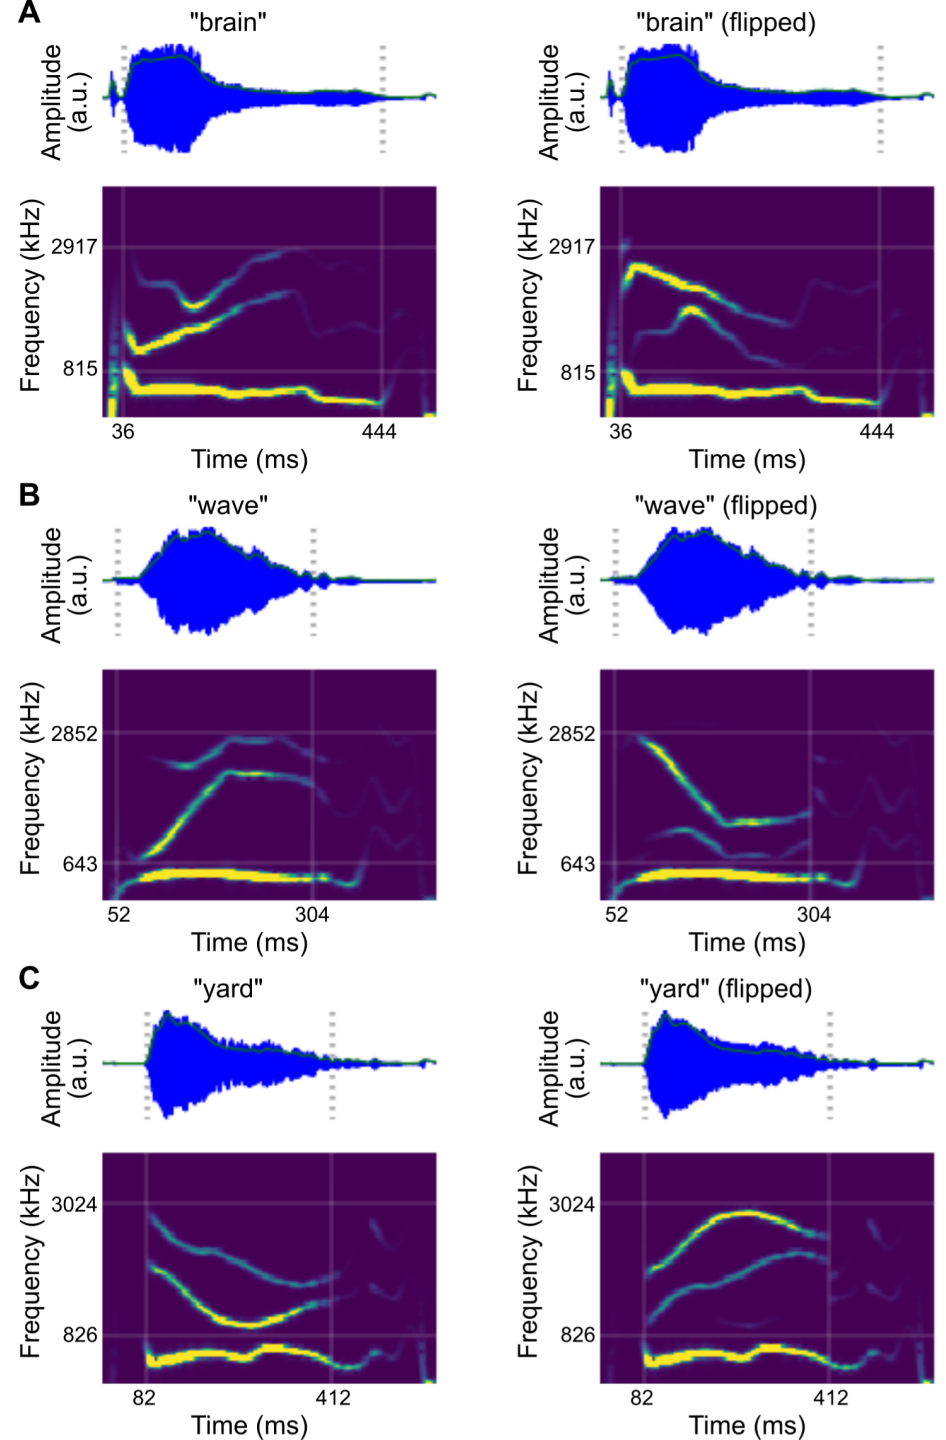 A
"brain"
"brain" (flipped)
Amplitude
(a.u.)
Amplitude
(a.u.)
Frequency (kHz)
2917
815
36
444
Time (ms)
Frequency (kHz)
2917
815
36
444
Time (ms)
B
"wave"
"wave" (flipped)
Amplitude
(a.u.)
Amplitude
(a.u.)
Frequency (kHz)
2852
643
52
304
Time (ms)
Frequency (kHz)
2852
643
52
304
Time (ms)
C
"yard"
"yard" (flipped)
Amplitude
(a.u.)
Amplitude
(a.u.)
Frequency (kHz)
3024
826
82
412
Time (ms)
Frequency (kHz)
3024
826
82
412
Time (ms)